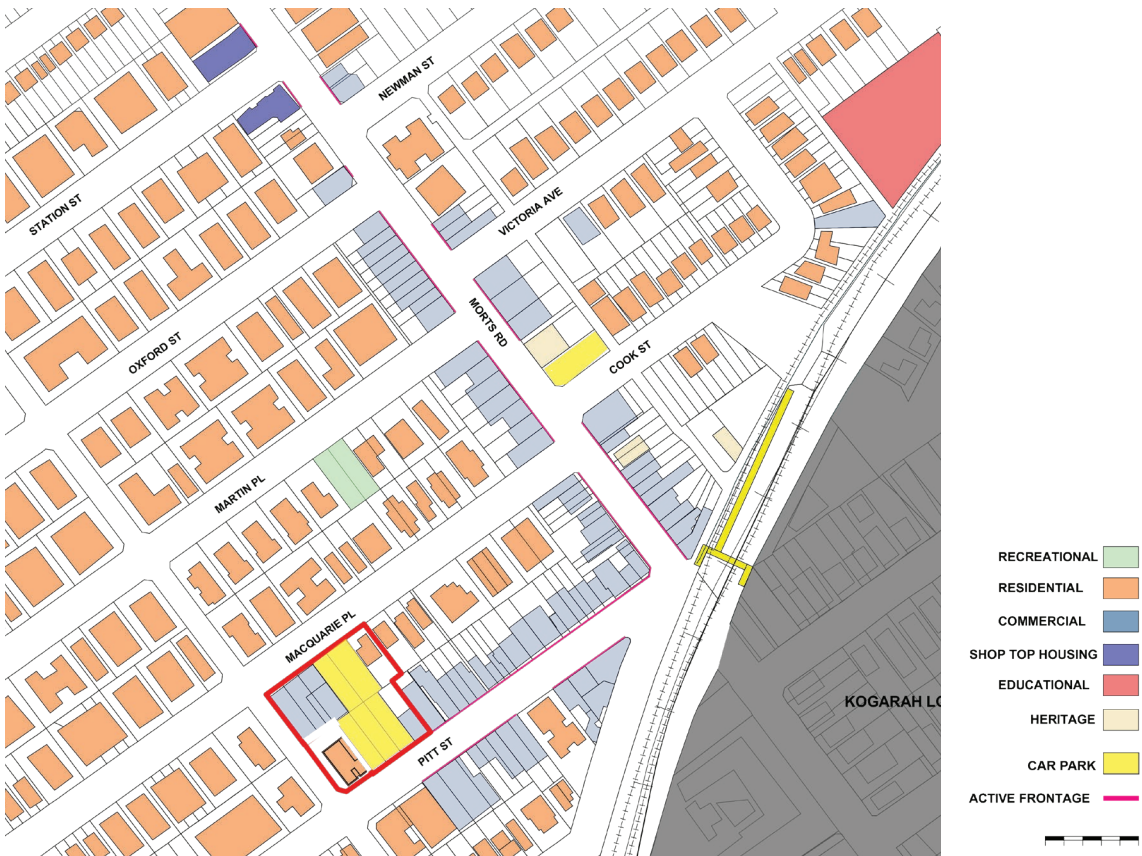 NEWMAN ST
STATION ST
VICTORIA AVE
MORTS RD
OXFORD ST
COOK ST
MARTIN PL
MACQUARIE PL
PITT ST
KOGARAH LO
RECREATIONAL
RESIDENTIAL
COMMERCIAL
SHOP TOP HOUSING
EDUCATIONAL
HERITAGE
CAR PARK
ACTIVE FRONTAGE